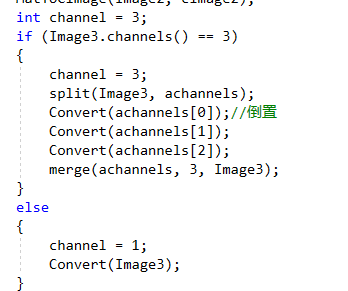 int channel = 3;
if (Image3.channels() == 3)
{
channel = 3;
split(Image3, achannels);
Convert(achannels[0]);//倒置
Convert(achannels[1]);
Convert(achannels[2]);
merge(achannels, 3, Image3);
}
else
{
channel = 1;
Convert(Image3);
}